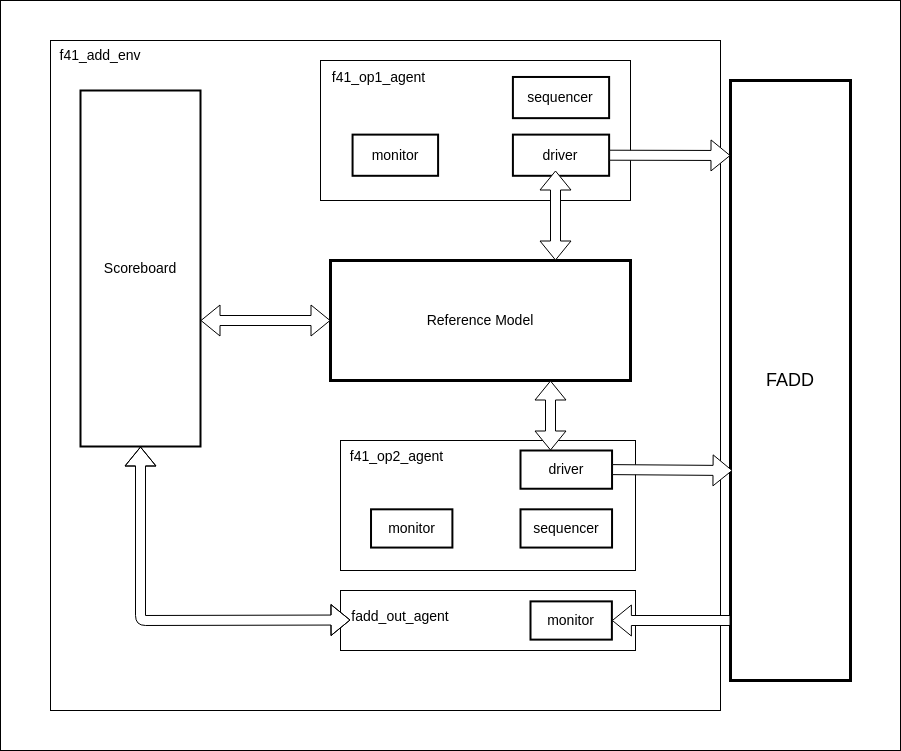 f41_add_env
f41_op1_agent
sequencer
monitor
driver
Scoreboard
Reference Model
FADD
f41_op2_agent
driver
monitor
sequencer
fadd_out_agent
monitor